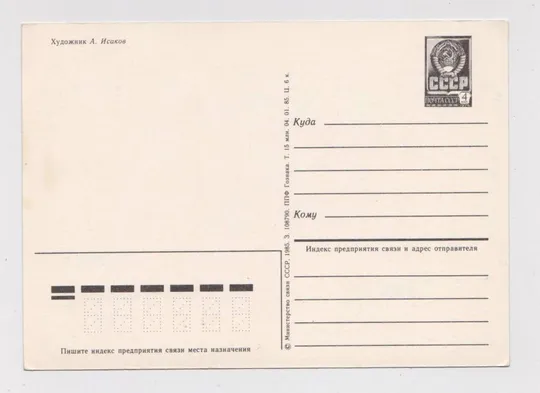 Художник А. Исаков
СССР
ПОЧТА СССР
4
Куда
Кому
Индекс предприятия связи и адрес отправителя
© Министерство связи СССР. 1985. З. 108790. ППФ Гознака. Т. 15 млн. 04. 01. 85. Ц. 6 к.
Пишите индекс предприятия связи места назначения